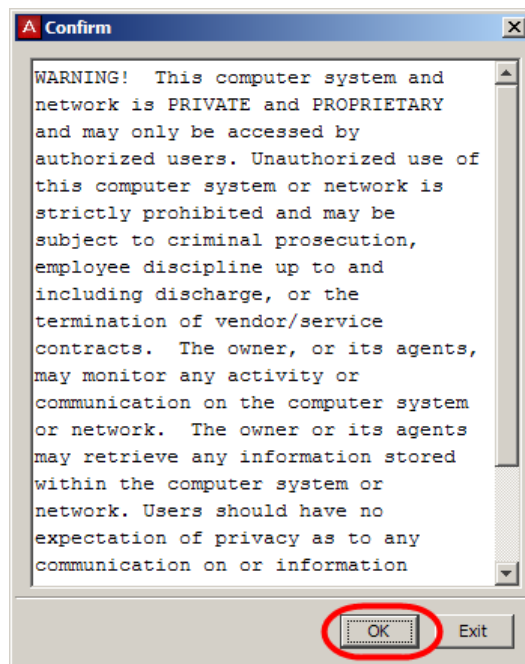 A Confirm
WARNING!  This computer system and
network is PRIVATE and PROPRIETARY
and may only be accessed by
authorized users. Unauthorized use of
this computer system or network is
strictly prohibited and may be
subject to criminal prosecution,
employee discipline up to and
including discharge, or the
termination of vendor/service
contracts.  The owner, or its agents,
may monitor any activity or
communication on the computer system
or network.  The owner or its agents
may retrieve any information stored
within the computer system or
network. Users should have no
expectation of privacy as to any
communication on or information
OK Exit